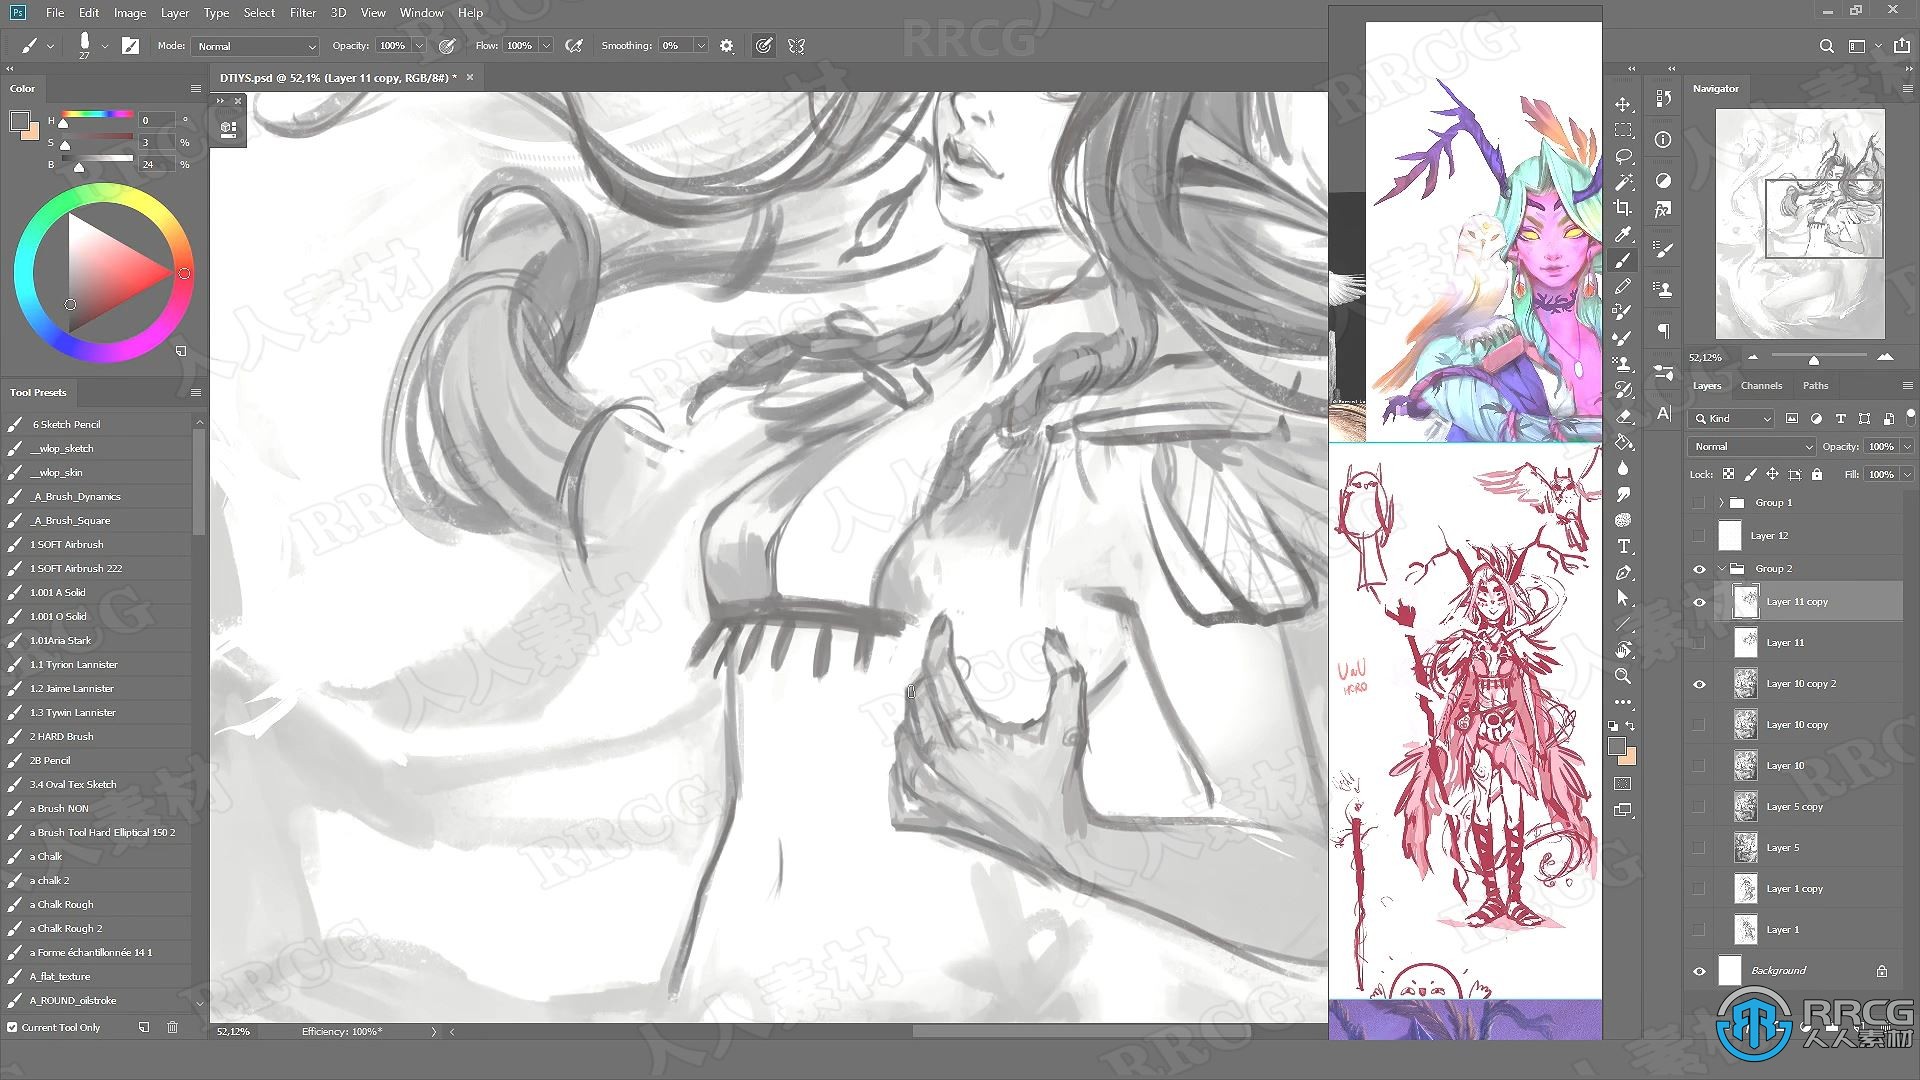 Ps File Edit Image Layer Type Select Filter 3D View Window Help
27 Mode: Normal Opacity: 100% Flow: 100% Smoothing: 0%
DTIYS.psd @ 52,1% (Layer 11 copy, RGB/8#) *
Color
H 0 °
S 3 %
B 24 %
Tool Presets
6 Sketch Pencil
__wlop_sketch
__wlop_skin
_A_Brush_Dynamics
_A_Brush_Square
1 SOFT Airbrush
1 SOFT Airbrush 222
1.001 A Solid
1.001 O Solid
1.01Aria Stark
1.1 Tyrion Lannister
1.2 Jaime Lannister
1.3 Tywin Lannister
2 HARD Brush
2B Pencil
3.4 Oval Tex Sketch
a Brush NON
a Brush Tool Hard Elliptical 150 2
a Chalk
a chalk 2
a Chalk Rough
a Chalk Rough 2
a Forme échantillonnée 14 1
A_flat_texture
A_ROUND_oilstroke
Current Tool Only
52,12% Efficiency: 100%*
Navigator
52,12%
Layers Channels Paths
Kind
Normal Opacity: 100%
Lock: Fill: 100%
Group 1
Layer 12
Group 2
Layer 11 copy
Layer 11
Layer 10 copy 2
Layer 10 copy
Layer 10
Layer 5 copy
Layer 5
Layer 1 copy
Layer 1
Background
RRCG
人人素材